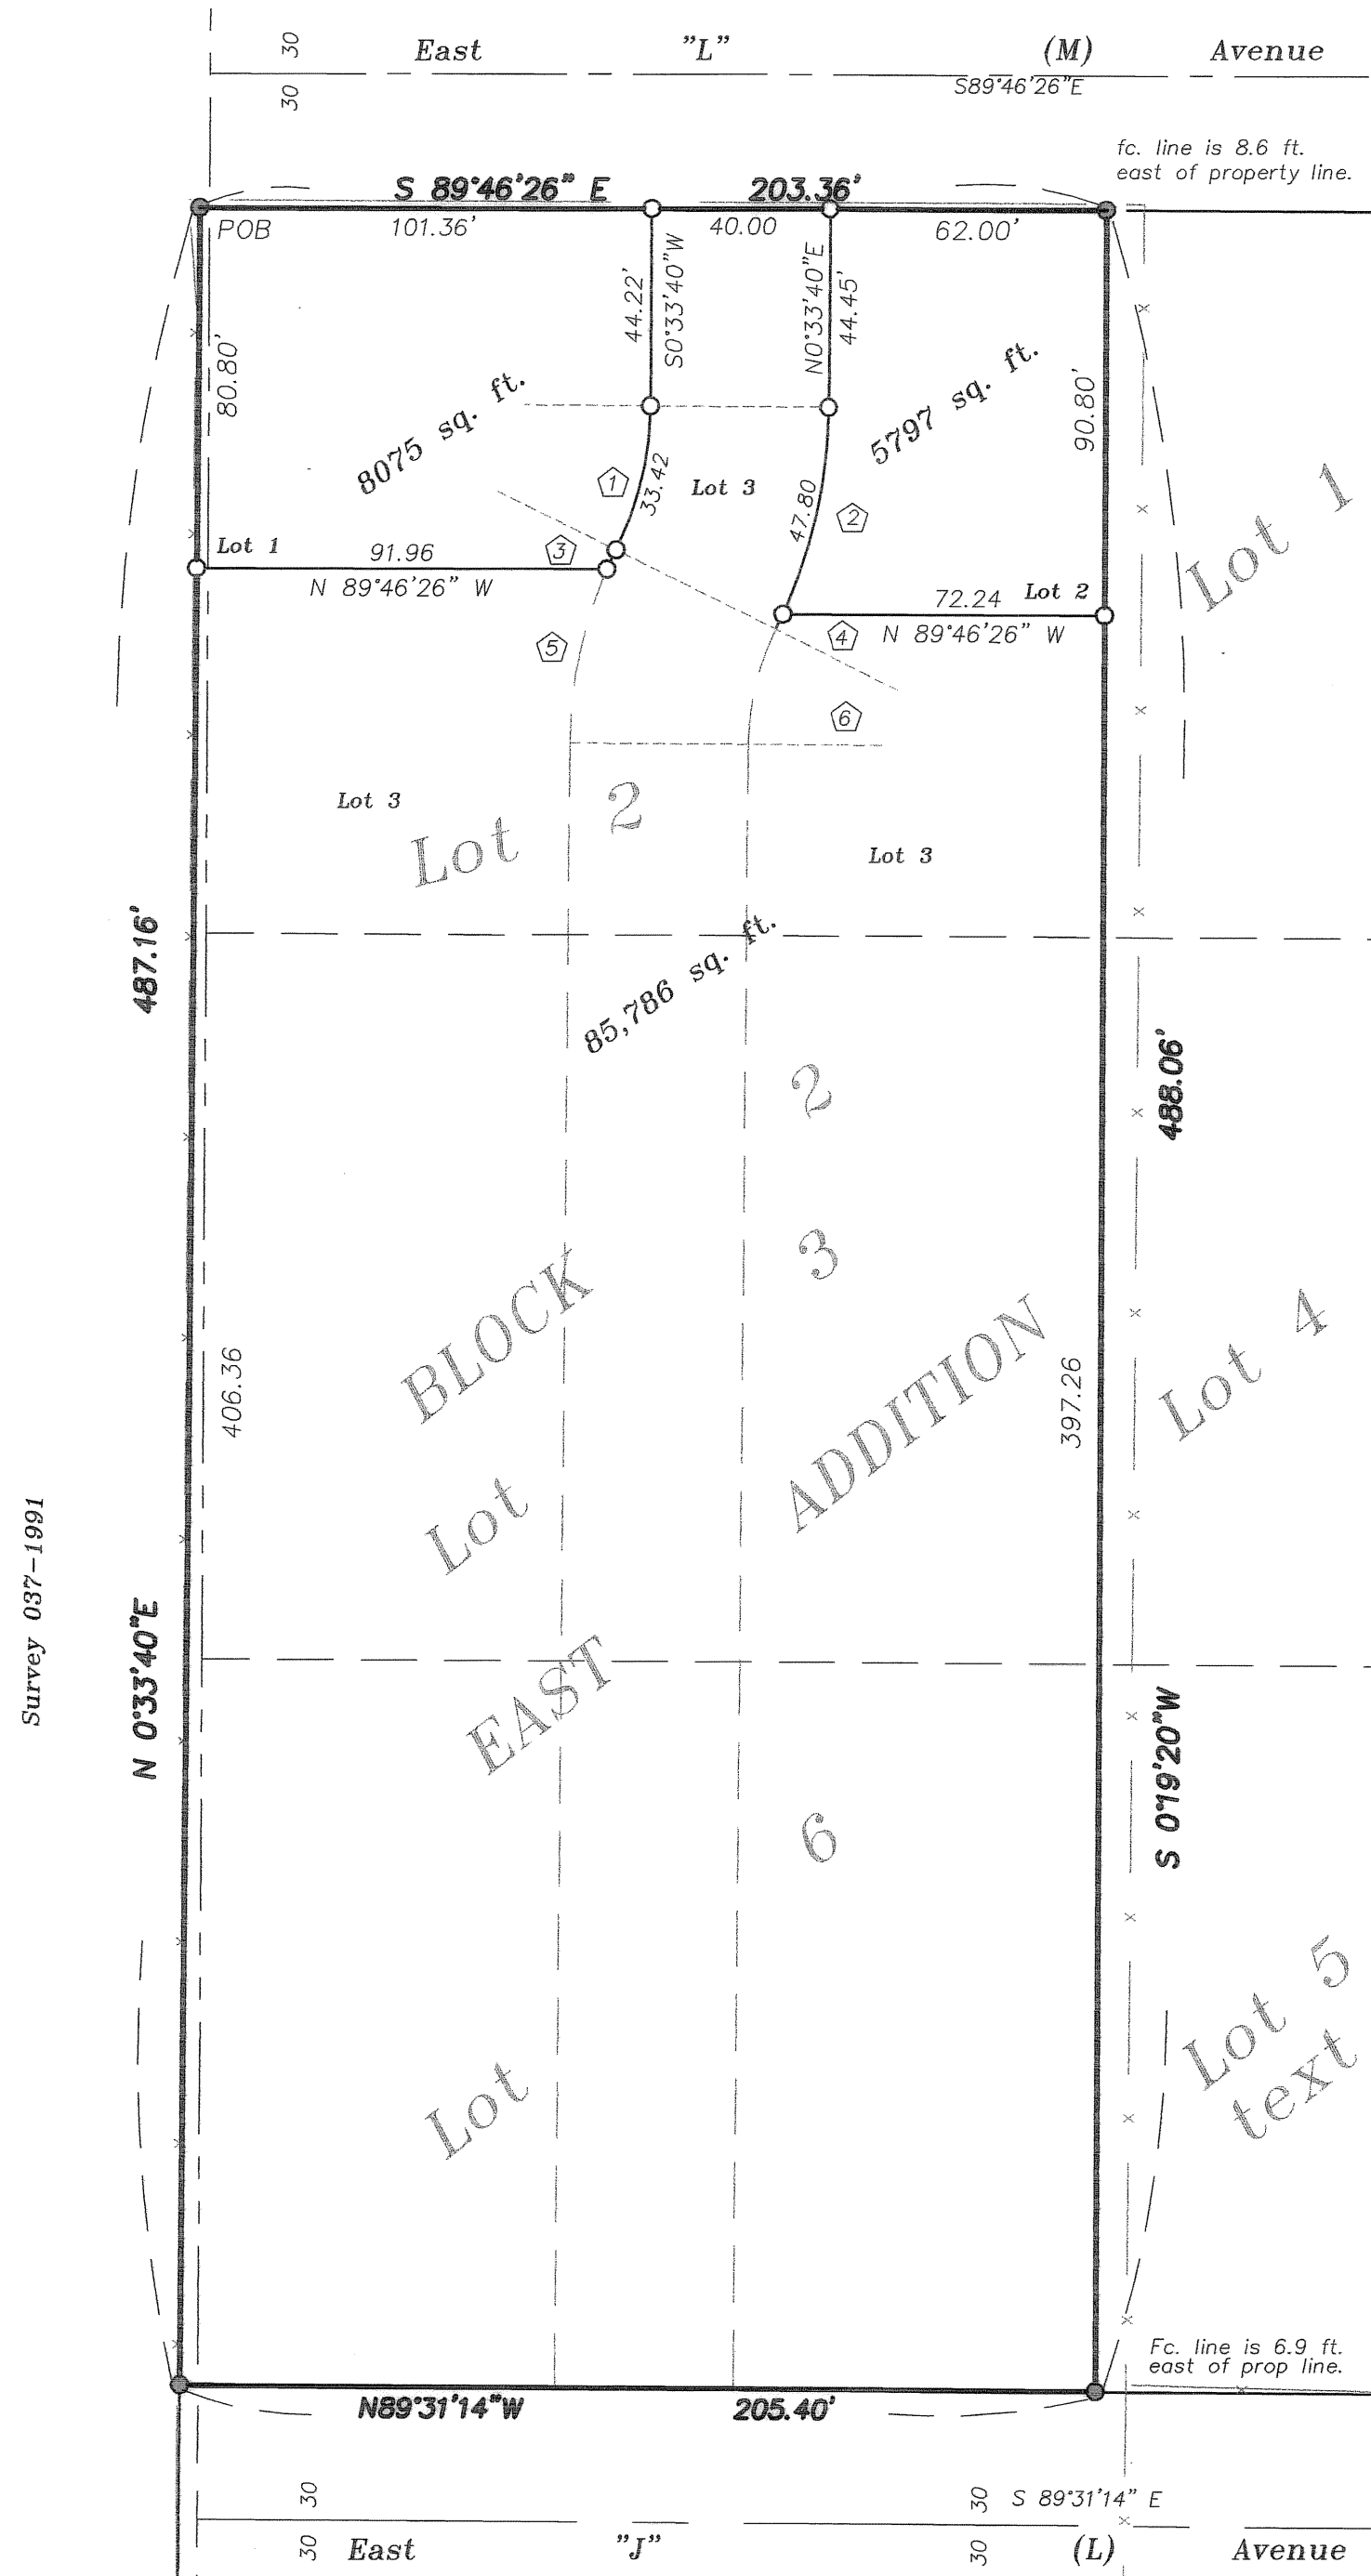 30 East "L" (M) Avenue
30 S89°46'26"E
fc. line is 8.6 ft.
east of property line.
S 89°46'26" E 203.36'
POB 101.36' 40.00 62.00'
44.22'
S0°33'40"W
N0°33'40"E
44.45'
80.80'
90.80'
8075 sq. ft.
5797 sq. ft.
1
33.42
Lot 3
47.80
2
Lot 1
Lot 1
91.96
3
N 89°46'26" W
72.24 Lot 2
4
N 89°46'26" W
5
6
Lot 3
Lot 2
Lot 3
487.16'
85,786 sq. ft.
488.06'
2
3
BLOCK
406.36
397.26
ADDITION
Lot 4
Lot
Survey 037-1991
N 0°33'40"E
EAST
S 0°19'20"W
6
Lot 5
text
Lot
Fc. line is 6.9 ft.
east of prop line.
N89°31'14"W 205.40'
30 30 S 89°31'14" E
30 East "J" 30 (L) Avenue